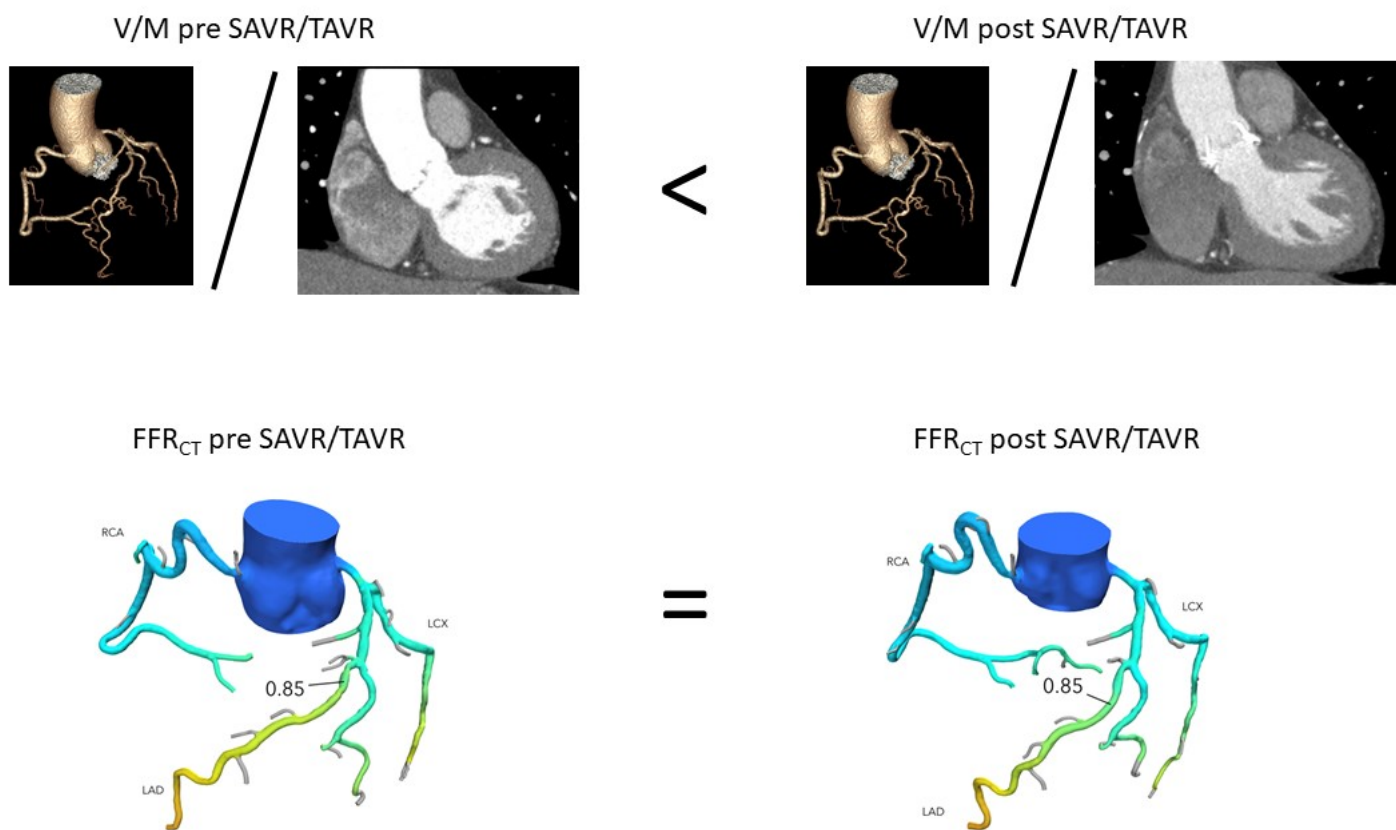 V/M pre SAVR/TAVR
V/M post SAVR/TAVR
<
FFRCT pre SAVR/TAVR
FFRCT post SAVR/TAVR
RCA
LCX
0.85
LAD
=
RCA
LCX
0.85
LAD